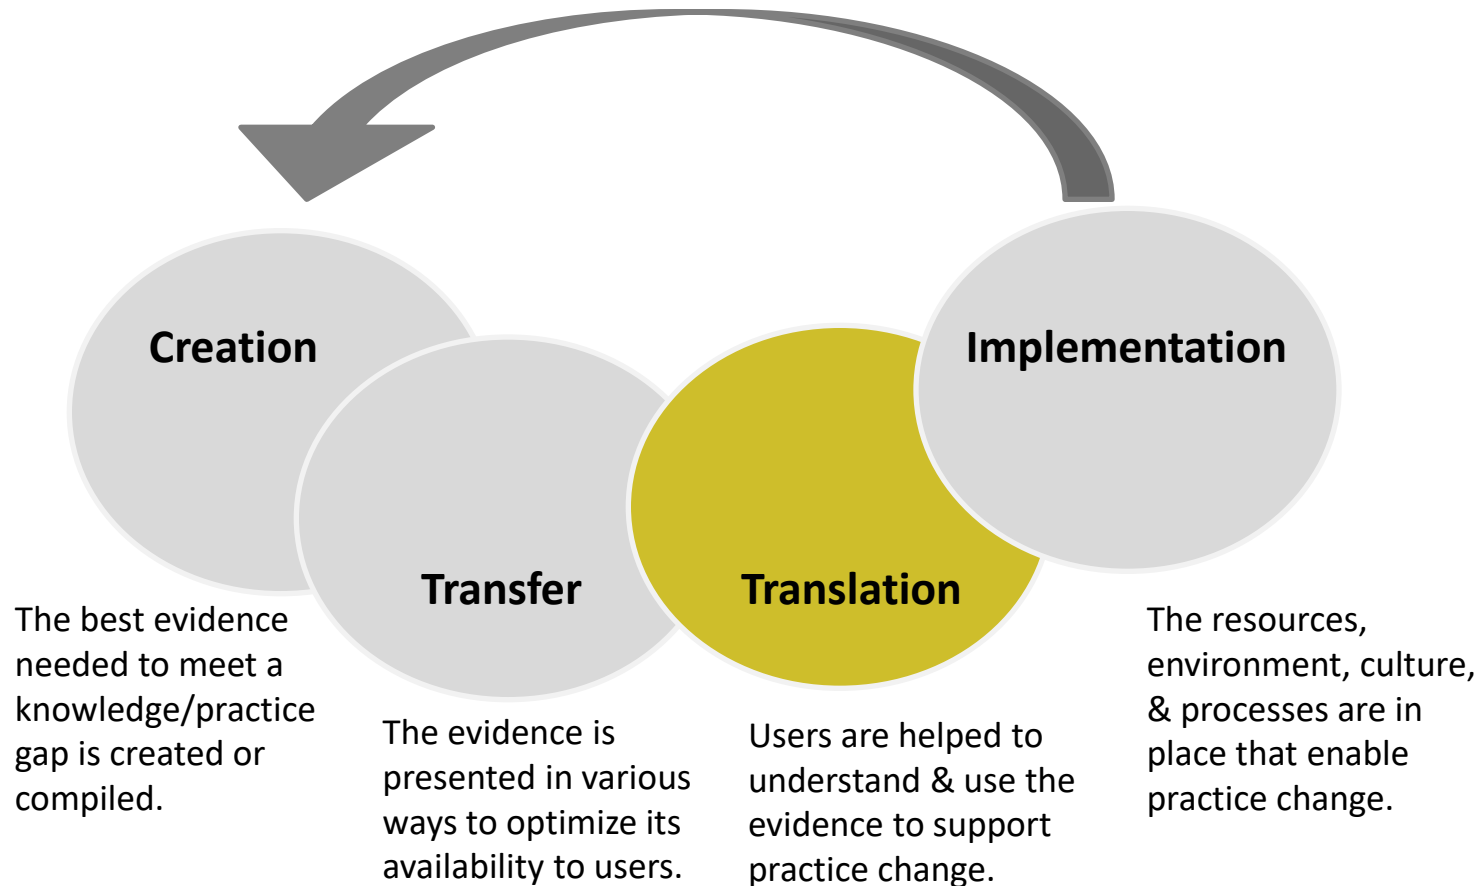 Creation
The best evidence
needed to meet a
knowledge/practice
gap is created or
compiled.
Transfer
The evidence is
presented in various
ways to optimize its
availability to users.
Translation
Users are helped to
understand & use the
evidence to support
practice change.
Implementation
The resources,
environment, culture,
& processes are in
place that enable
practice change.